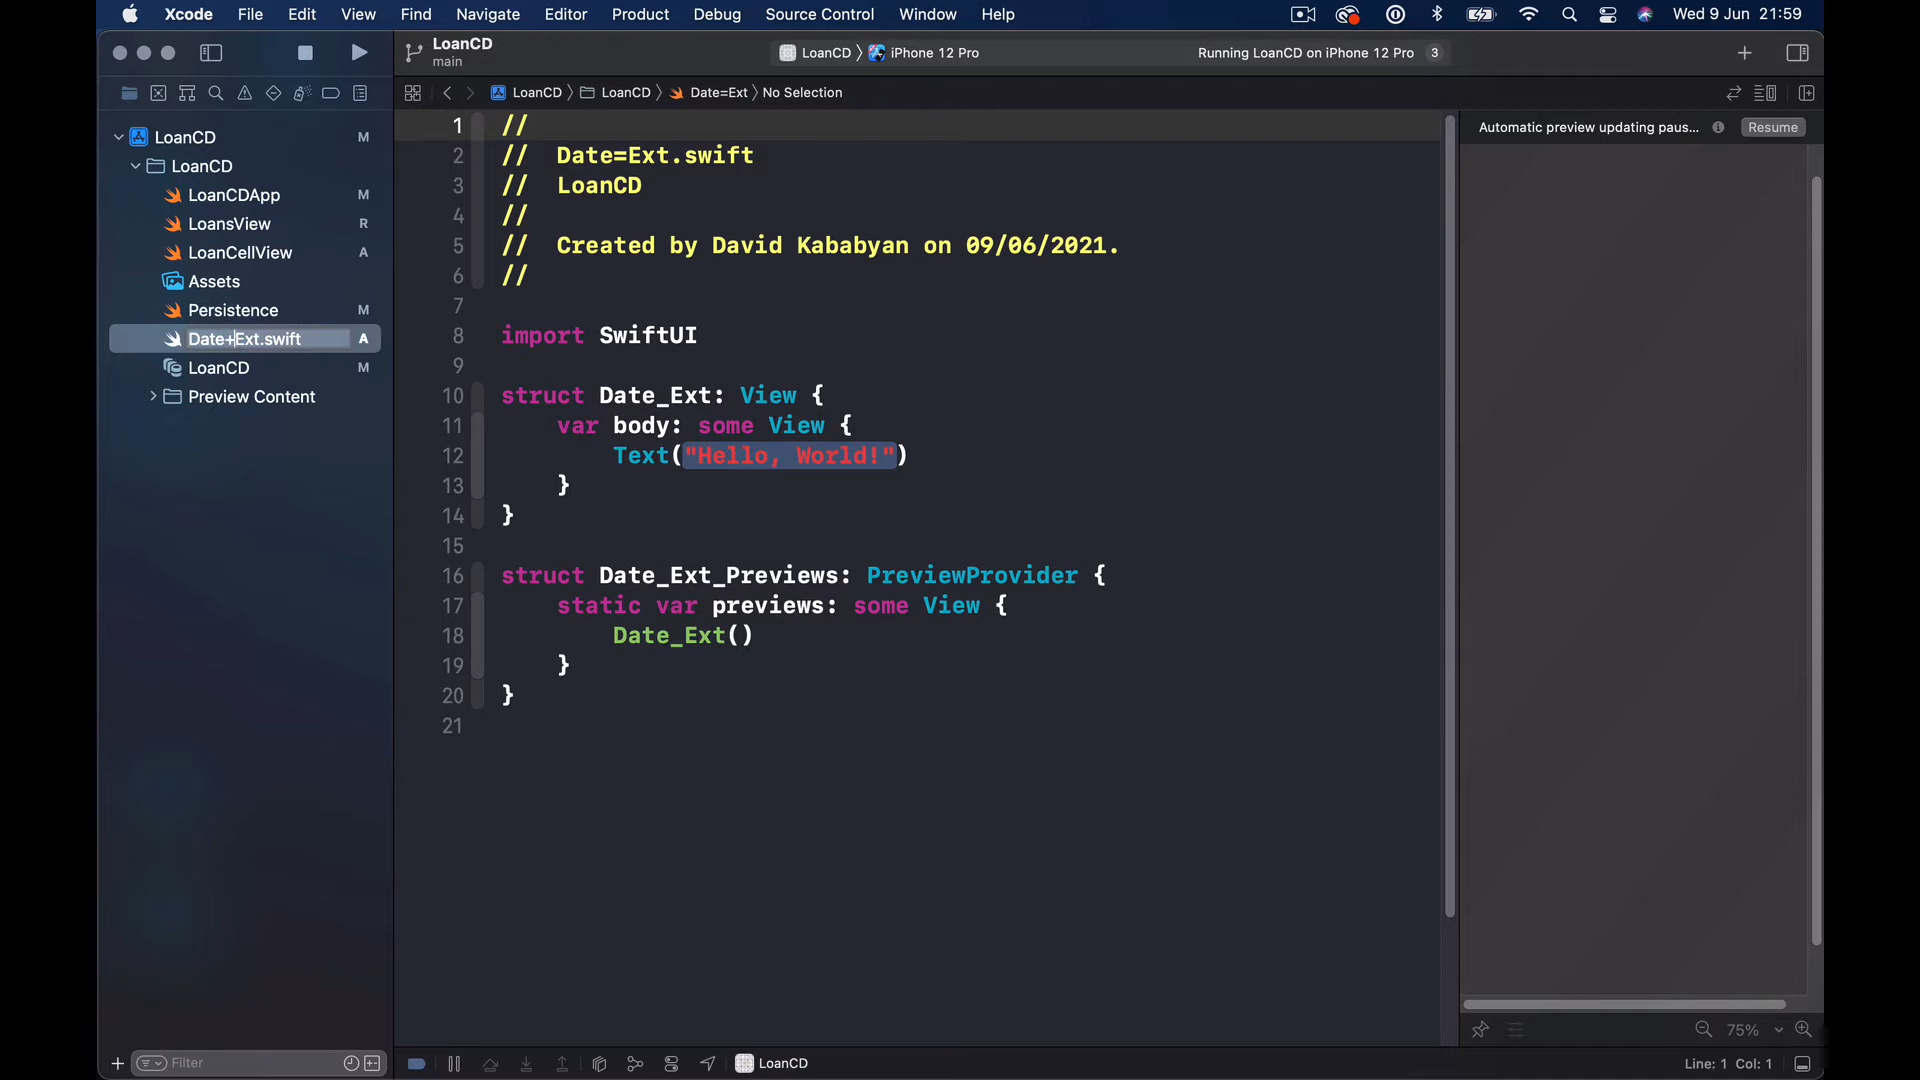 Xcode File Edit View Find Navigate Editor Product Debug Source Control Window Help Wed 9 Jun 21:59
LoanCD
main
LoanCD iPhone 12 Pro Running LoanCD on iPhone 12 Pro 3
LoanCD LoanCD Date=Ext No Selection
Automatic preview updating paus... Resume
LoanCD M
LoanCD
LoanCDApp M
LoansView R
LoanCellView A
Assets
Persistence M
Date+Ext.swift A
LoanCD M
Preview Content
1 //
2 // Date=Ext.swift
3 // LoanCD
4 //
5 // Created by David Kababyan on 09/06/2021.
6 //
7
8 import SwiftUI
9
10 struct Date_Ext: View {
11 var body: some View {
12 Text("Hello, World!")
13 }
14 }
15
16 struct Date_Ext_Previews: PreviewProvider {
17 static var previews: some View {
18 Date_Ext()
19 }
20 }
21
75%
Filter LoanCD Line: 1 Col: 1